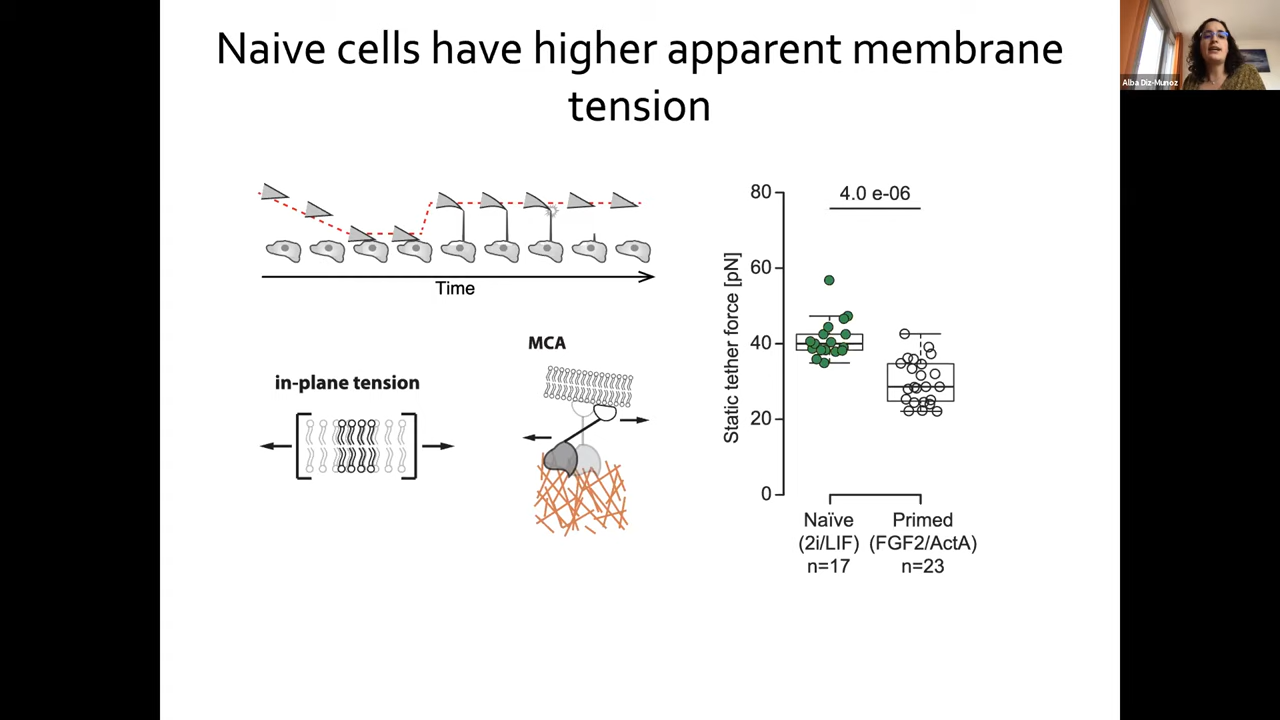 Naive cells have higher apparent membrane
tension
Alba Diz-Munoz
Time
in-plane tension
MCA
4.0 e-06
Static tether force [pN]
80
60
40
20
0
Naïve
(2i/LIF)
n=17
Primed
(FGF2/ActA)
n=23